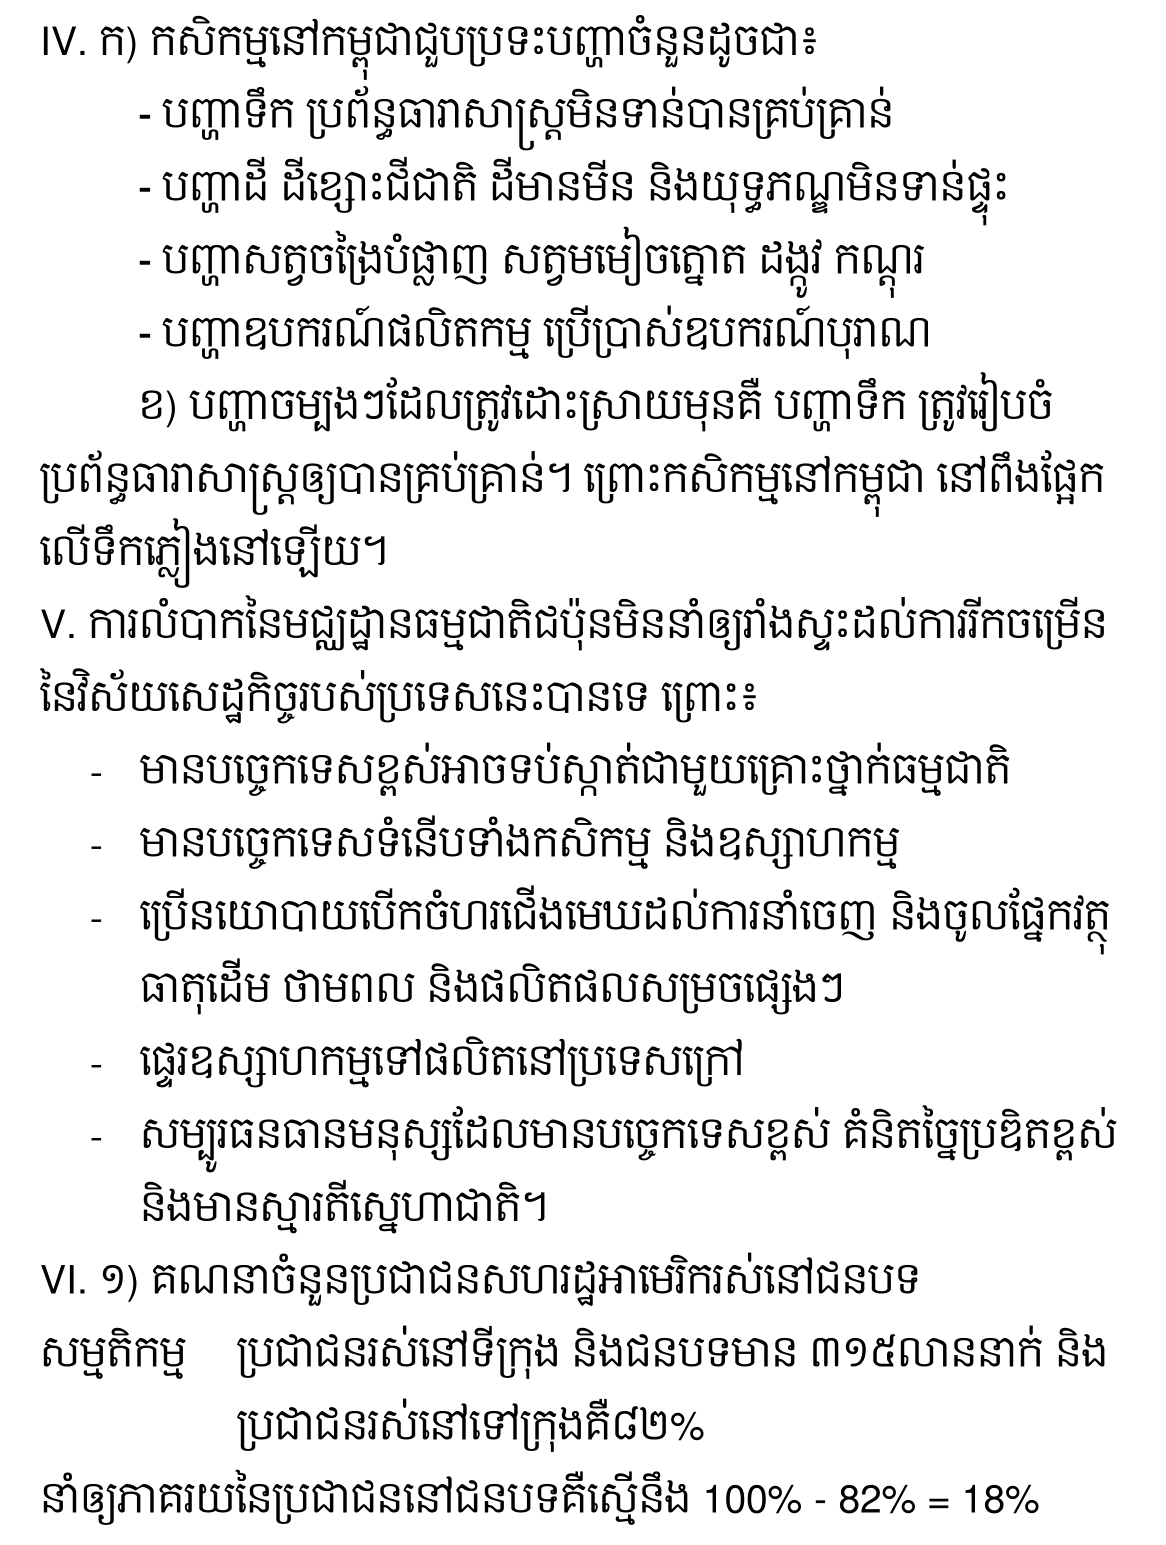 IV. ក) កសិកម្មនៅកម្ពុជាជួបប្រទះបញ្ហាចំនួនដូចជា៖
- បញ្ហាទឹក ប្រព័ន្ធធារាសាស្ត្រមិនទាន់បានគ្រប់គ្រាន់
- បញ្ហាដី ដីខ្សោះជីជាតិ ដីមានមីន និងយុទ្ធភណ្ឌមិនទាន់ផ្ទុះ
- បញ្ហាសត្វចង្រៃបំផ្លាញ សត្វមមៀចត្នោត ដង្កូវ កណ្តុរ
- បញ្ហាឧបករណ៍ផលិតកម្ម ប្រើប្រាស់ឧបករណ៍បុរាណ
ខ) បញ្ហាចម្បងៗដែលត្រូវដោះស្រាយមុនគឺ បញ្ហាទឹក ត្រូវរៀបចំ
ប្រព័ន្ធធារាសាស្ត្រឲ្យបានគ្រប់គ្រាន់។ ព្រោះកសិកម្មនៅកម្ពុជា នៅពឹងផ្អែក
លើទឹកភ្លៀងនៅឡើយ។
V. ការលំបាកនៃមជ្ឈដ្ឋានធម្មជាតិជប៉ុនមិននាំឲ្យរាំងស្ទះដល់ការរីកចម្រើន
នៃវិស័យសេដ្ឋកិច្ចរបស់ប្រទេសនេះបានទេ ព្រោះ៖
- មានបច្ចេកទេសខ្ពស់អាចទប់ស្កាត់ជាមួយគ្រោះថ្នាក់ធម្មជាតិ
- មានបច្ចេកទេសទំនើបទាំងកសិកម្ម និងឧស្សាហកម្ម
- ប្រើនយោបាយបើកចំហរជើងមេឃដល់ការនាំចេញ និងចូលផ្នែកវត្ថុ
ធាតុដើម ថាមពល និងផលិតផលសម្រចផ្សេងៗ
- ផ្ទេរឧស្សាហកម្មទៅផលិតនៅប្រទេសក្រៅ
- សម្បូរធនធានមនុស្សដែលមានបច្ចេកទេសខ្ពស់ គំនិតច្នៃប្រឌិតខ្ពស់
និងមានស្មារតីស្នេហាជាតិ។
VI. ១) គណនាចំនួនប្រជាជនសហរដ្ឋអាមេរិករស់នៅជនបទ
សម្មតិកម្ម ប្រជាជនរស់នៅទីក្រុង និងជនបទមាន ៣១៥លាននាក់ និង
ប្រជាជនរស់នៅទៅក្រុងគឺ៨២%
នាំឲ្យភាគរយនៃប្រជាជននៅជនបទគឺស្មើនឹង 100% - 82% = 18%